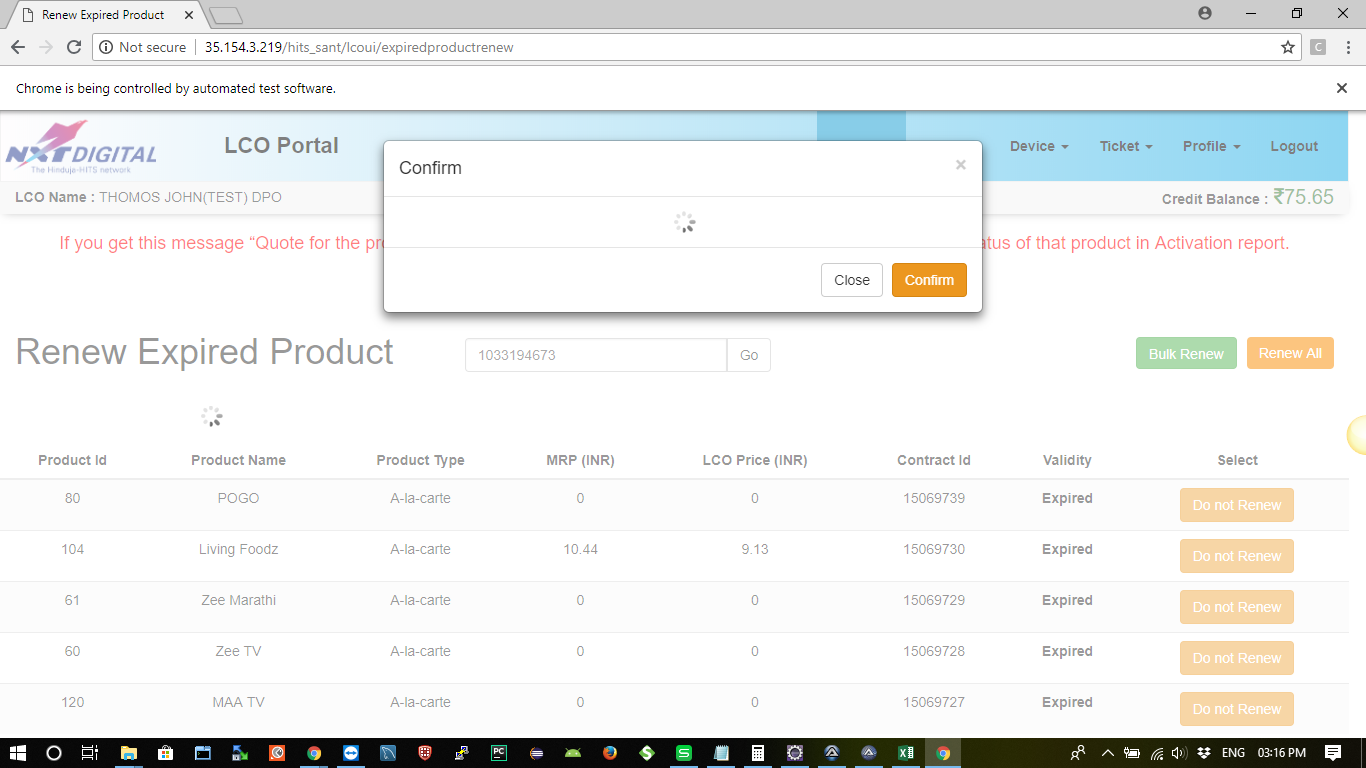 Renew Expired Product
Not secure 35.154.3.219/hits_sant/lcoui/expiredproductrenew
C
Chrome is being controlled by automated test software.
NXTDIGITAL
The Hinduja-HITS network
LCO Portal
Device
Ticket
Profile
Logout
LCO Name : THOMOS JOHN(TEST) DPO
Credit Balance : ₹75.65
Confirm
×
Close
Confirm
If you get this message “Quote for the
of that product in Activation report.
Renew Expired Product
1033194673
Go
Bulk Renew
Renew All
Product Id Product Name Product Type MRP (INR) LCO Price (INR) Contract Id Validity Select
80 POGO A-la-carte 0 0 15069739 Expired Do not Renew
104 Living Foodz A-la-carte 10.44 9.13 15069730 Expired Do not Renew
61 Zee Marathi A-la-carte 0 0 15069729 Expired Do not Renew
60 Zee TV A-la-carte 0 0 15069728 Expired Do not Renew
120 MAA TV A-la-carte 0 0 15069727 Expired Do not Renew
PC
S
ENG 03:16 PM